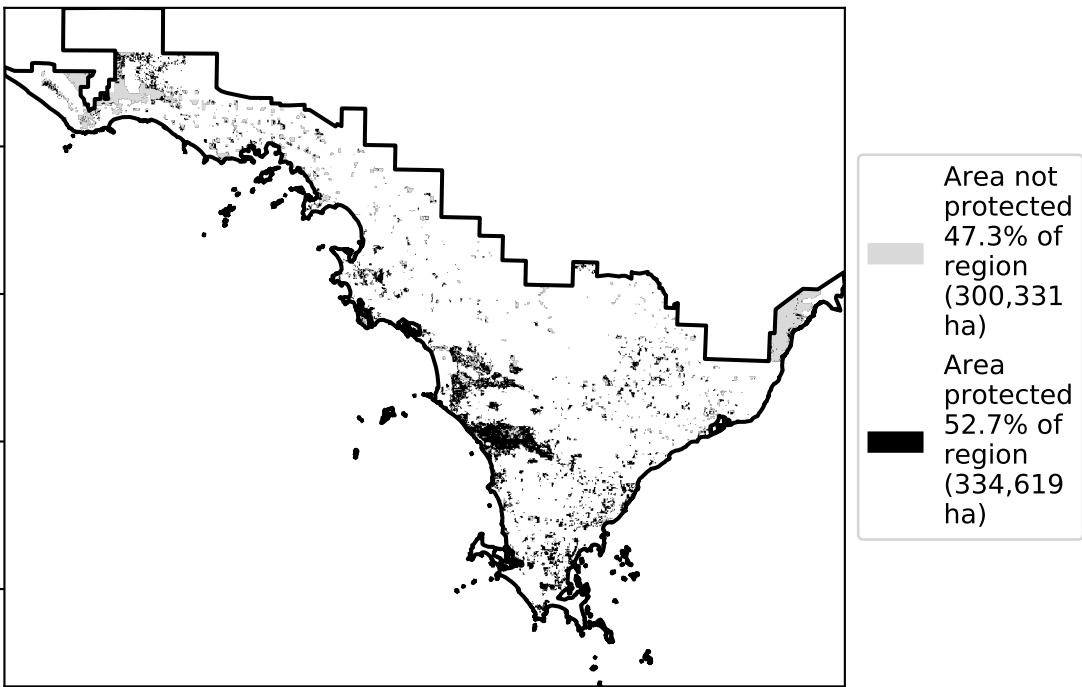 Area not
protected
47.3% of
region
(300,331
ha)
Area
protected
52.7% of
region
(334,619
ha)